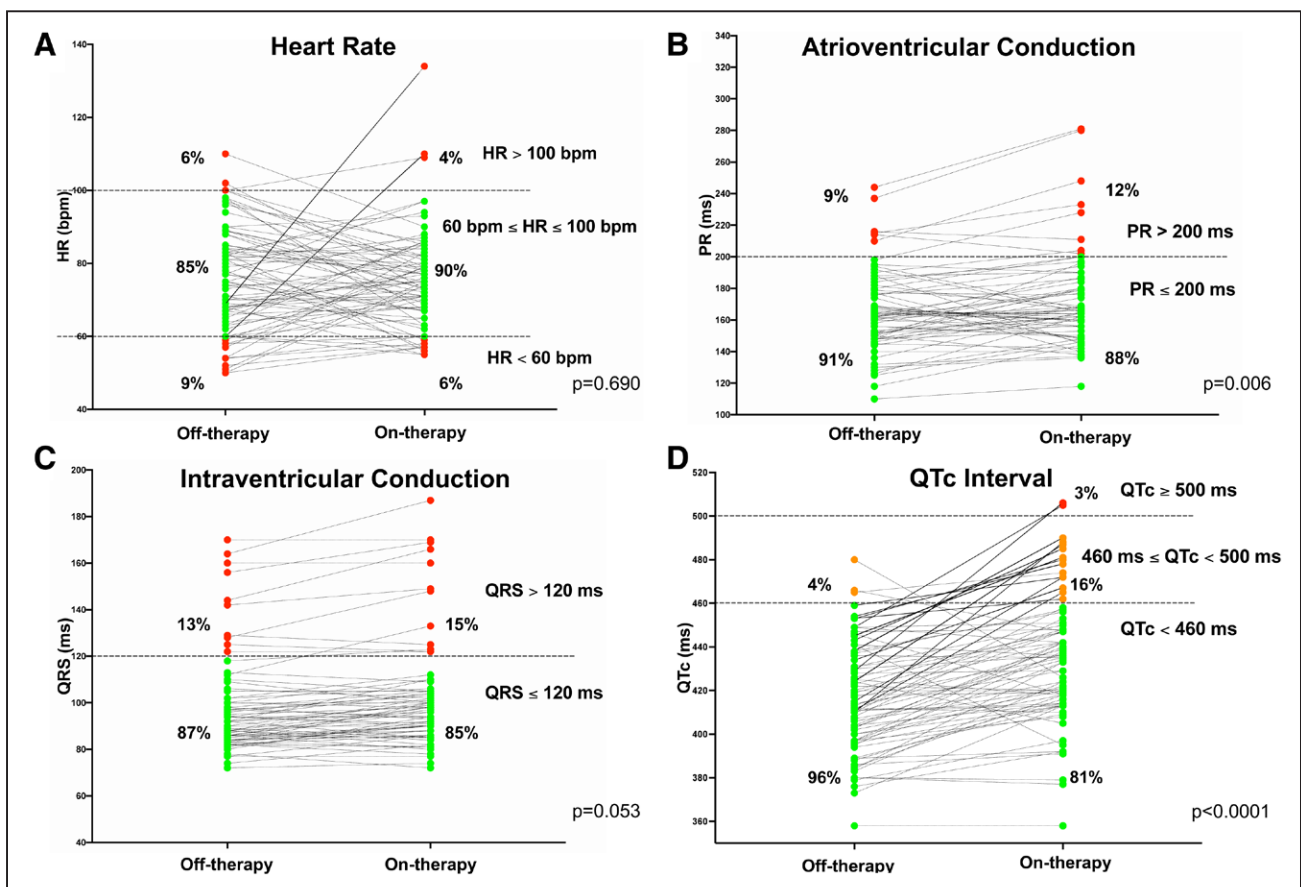 A
Heart Rate
140
120
100
80
60
40
HR (bpm)
6%
4%
HR > 100 bpm
60 bpm ≤ HR ≤ 100 bpm
85%
90%
HR < 60 bpm
9%
6%
p=0.690
Off-therapy
On-therapy
B
Atrioventricular Conduction
340
320
300
280
260
240
220
200
180
160
140
120
100
PR (ms)
9%
12%
PR > 200 ms
PR ≤ 200 ms
91%
88%
p=0.006
Off-therapy
On-therapy
C
Intraventricular Conduction
200
180
160
140
120
100
80
60
40
QRS (ms)
QRS > 120 ms
13%
15%
QRS ≤ 120 ms
87%
85%
p=0.053
Off-therapy
On-therapy
D
QTc Interval
520
500
480
460
440
420
400
380
360
QTc (ms)
3%
QTc ≥ 500 ms
460 ms ≤ QTc < 500 ms
4%
16%
QTc < 460 ms
96%
81%
p<0.0001
Off-therapy
On-therapy